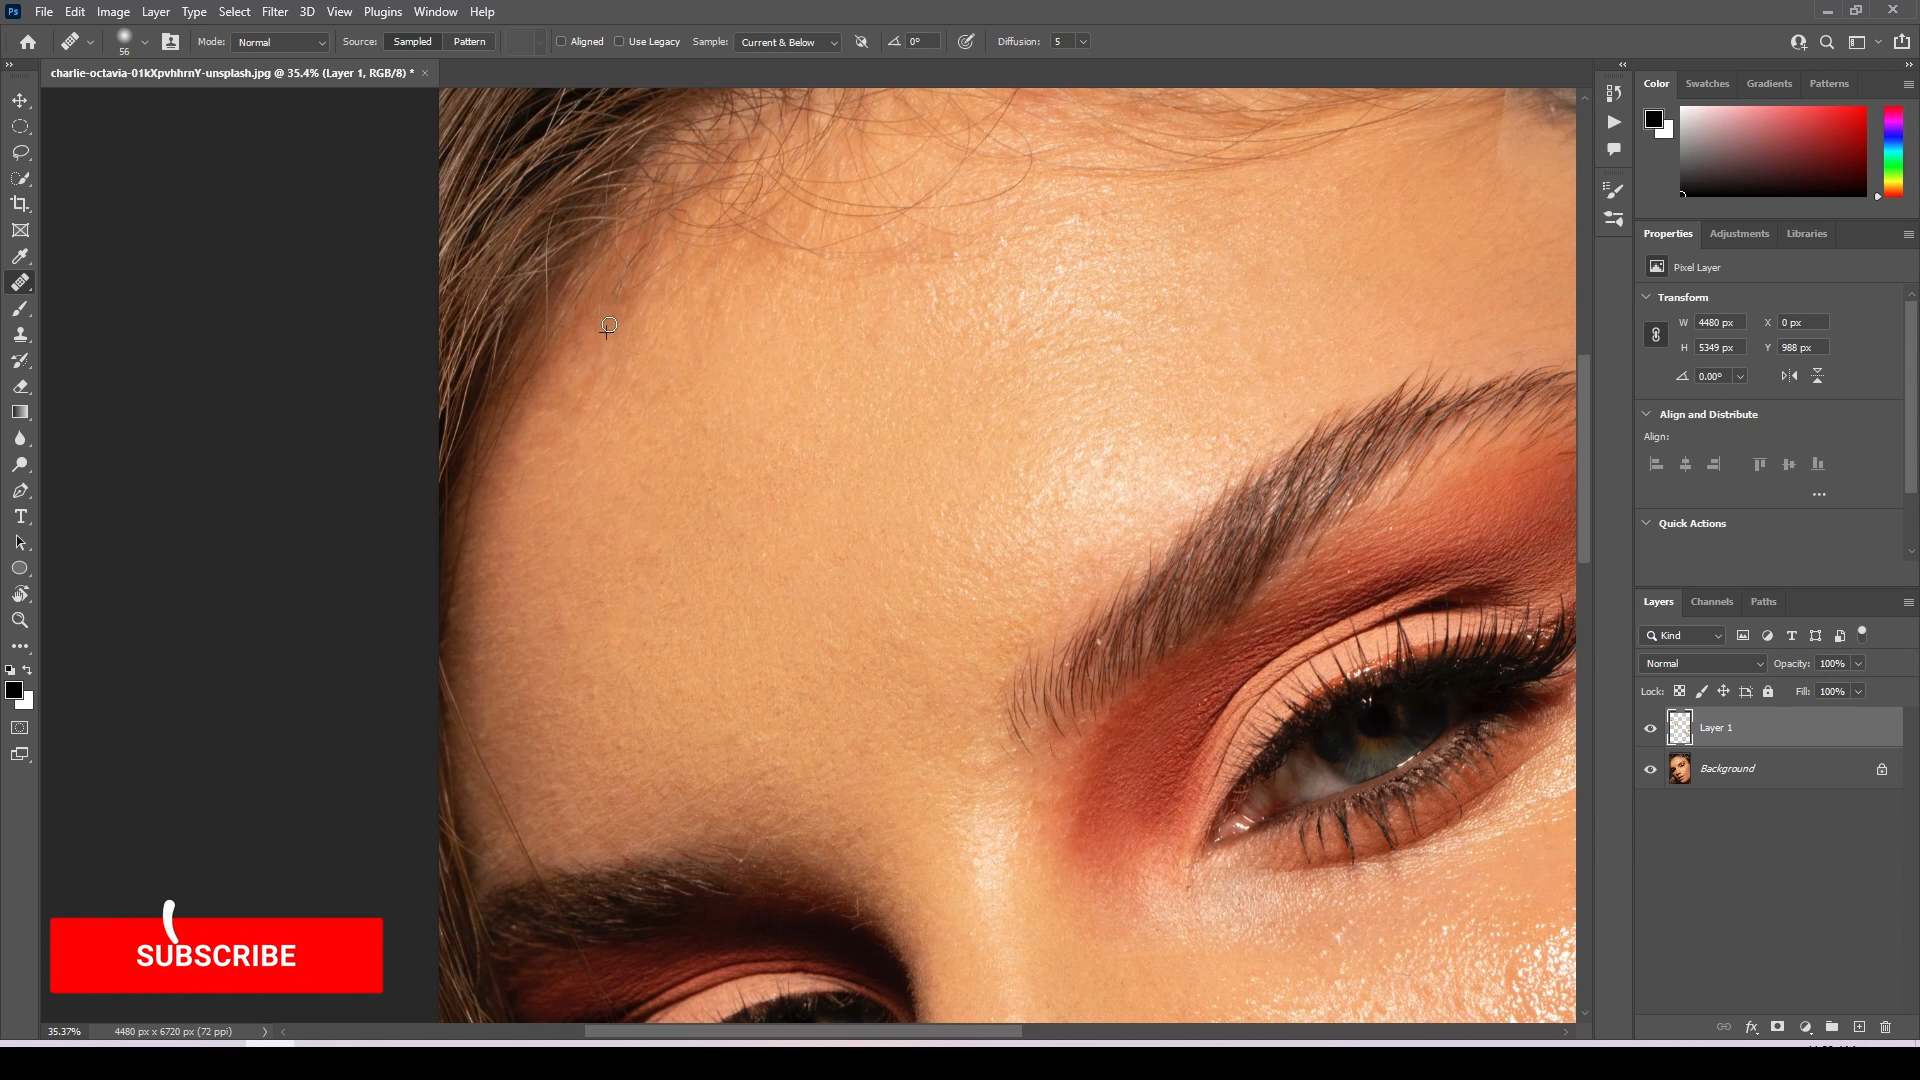 Ps File Edit Image Layer Type Select Filter 3D View Plugins Window Help
56 Mode: Normal Source: Sampled Pattern Aligned Use Legacy Sample: Current & Below 0° Diffusion: 5
charlie-octavia-01kXpvhhrnY-unsplash.jpg @ 35.4% (Layer 1, RGB/8) *
Color Swatches Gradients Patterns
Properties Adjustments Libraries
Pixel Layer
Transform
W 4480 px X 0 px
H 5349 px Y 988 px
0.00°
Align and Distribute
Align:
Quick Actions
Layers Channels Paths
Kind
Normal Opacity: 100%
Lock: Fill: 100%
Layer 1
Background
SUBSCRIBE
35.37% 4480 px x 6720 px (72 ppi)